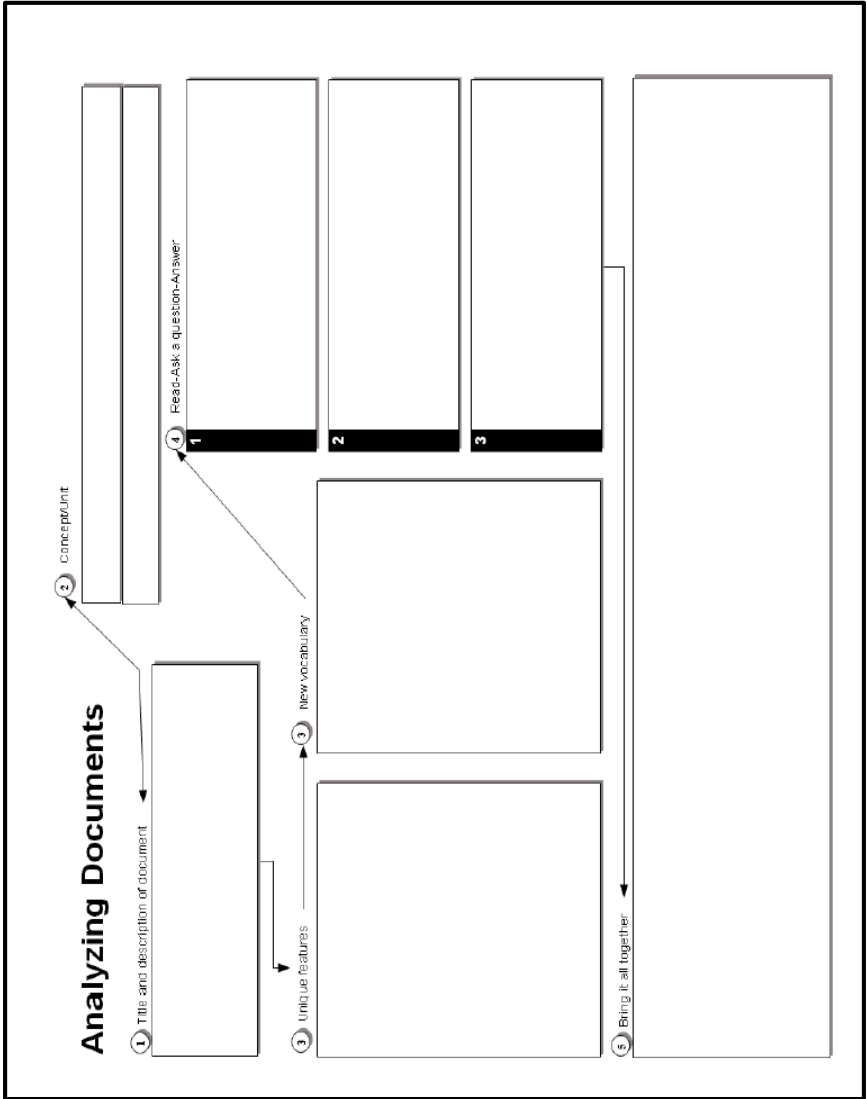 Analyzing Documents
1 Title and description of document
2 Concept/Unit
3 Unique features
3 New vocabulary
4 Read-Ask a question-Answer
1
2
3
5 Bring it all together